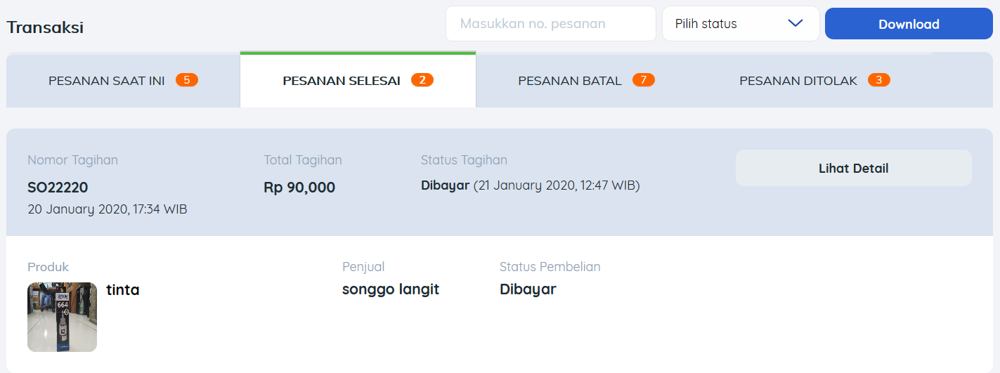 Transaksi
Masukkan no. pesanan
Pilih status
Download
PESANAN SAAT INI 5
PESANAN SELESAI 2
PESANAN BATAL 7
PESANAN DITOLAK 3
Nomor Tagihan
SO22220
20 January 2020, 17:34 WIB
Total Tagihan
Rp 90,000
Status Tagihan
Dibayar (21 January 2020, 12:47 WIB)
Lihat Detail
Produk
664
tinta
Penjual
songgo langit
Status Pembelian
Dibayar